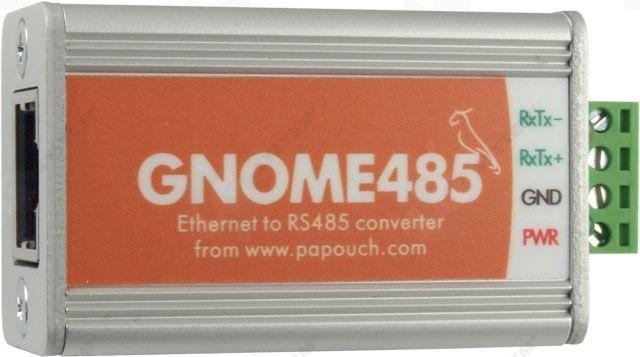 GNOME485
Ethernet to RS485 converter
from www.papouch.com
RxTx–
RxTx+
GND
PWR